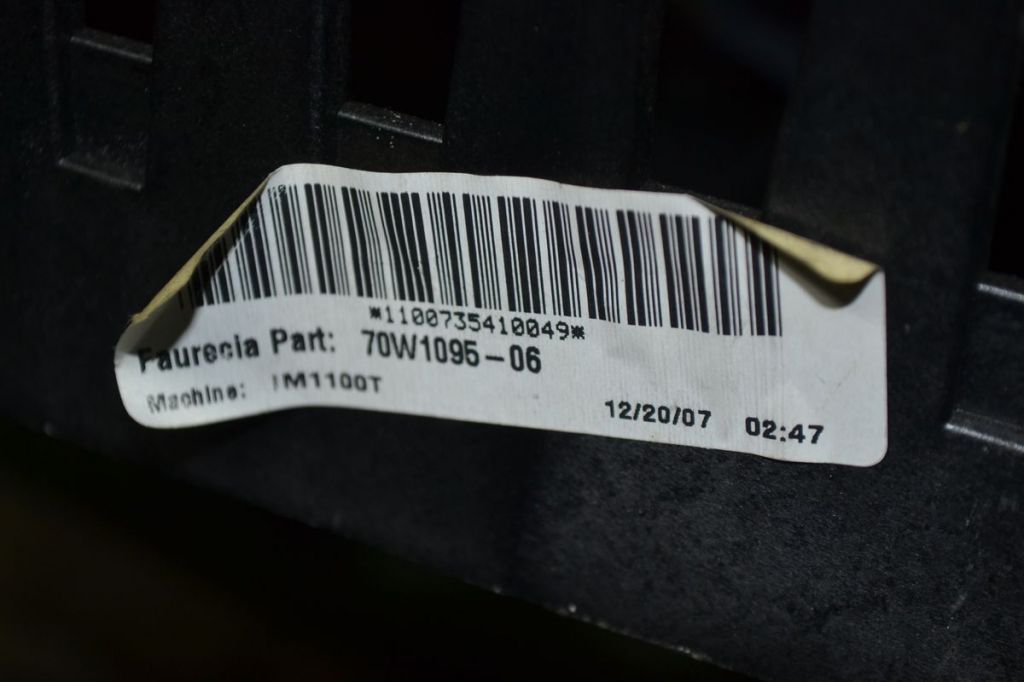 *1100735410049*
Faurecia Part: 70W1095-06
Machine: IM1100T
12/20/07 02:47